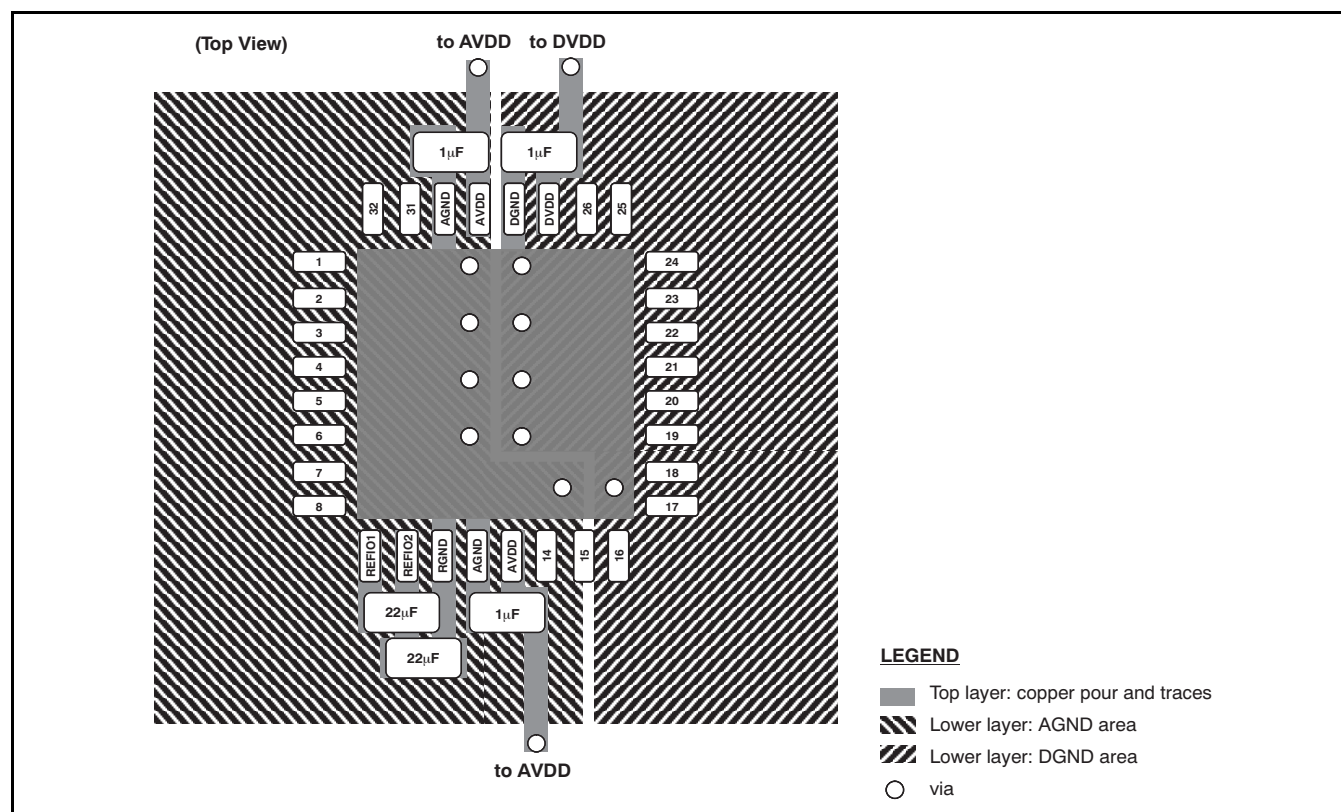 (Top View)
to AVDD
to DVDD
1μF
1μF
32
31
AGND
AVDD
DGND
DVDD
26
25
1
2
3
4
5
6
7
8
24
23
22
21
20
19
18
17
REFIO1
REFIO2
RGND
AGND
AVDD
14
15
16
22μF
1μF
22μF
to AVDD
LEGEND
Top layer: copper pour and traces
Lower layer: AGND area
Lower layer: DGND area
via